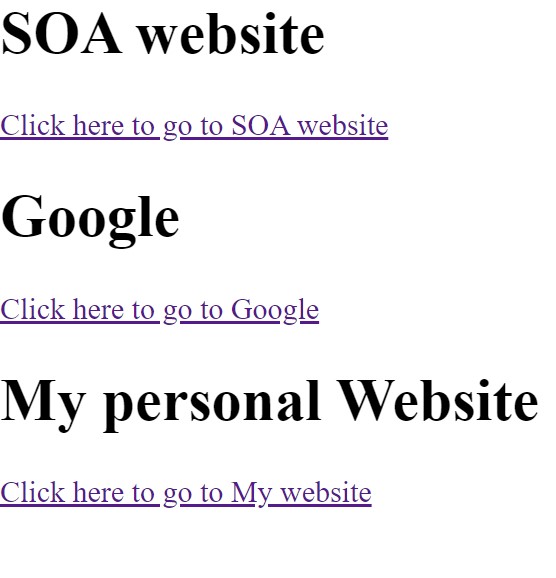 SOA website
Click here to go to SOA website
Google
Click here to go to Google
My personal Website
Click here to go to My website